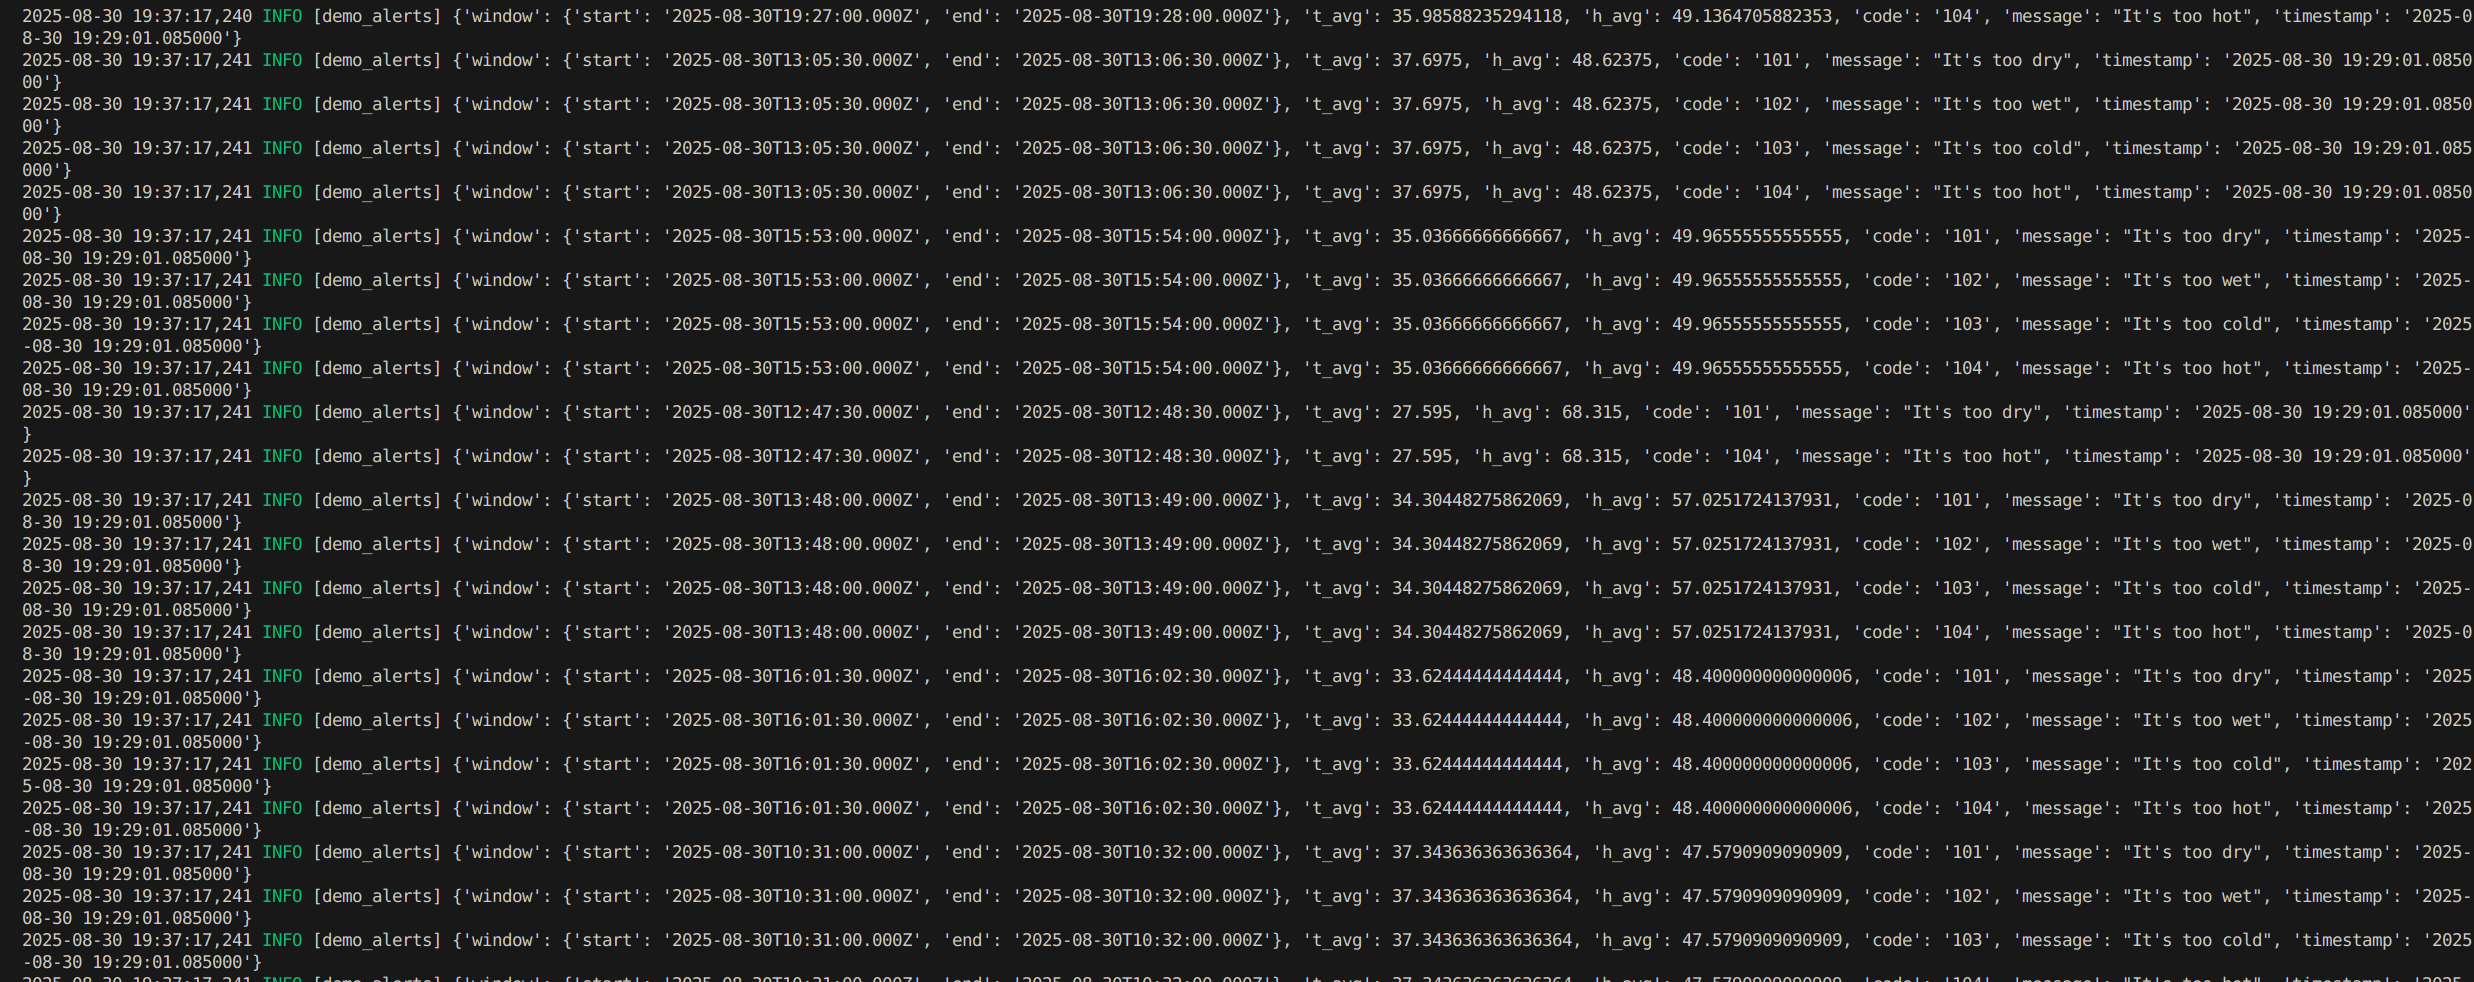 2025-08-30 19:37:17,240 INFO [demo_alerts] {'window': {'start': '2025-08-30T19:27:00.000Z', 'end': '2025-08-30T19:28:00.000Z'}, 't_avg': 35.98588235294118, 'h_avg': 49.1364705882353, 'code': '104', 'message': "It's too hot", 'timestamp': '2025-0
8-30 19:29:01.085000'}
2025-08-30 19:37:17,241 INFO [demo_alerts] {'window': {'start': '2025-08-30T13:05:30.000Z', 'end': '2025-08-30T13:06:30.000Z'}, 't_avg': 37.6975, 'h_avg': 48.62375, 'code': '101', 'message': "It's too dry", 'timestamp': '2025-08-30 19:29:01.0850
00'}
2025-08-30 19:37:17,241 INFO [demo_alerts] {'window': {'start': '2025-08-30T13:05:30.000Z', 'end': '2025-08-30T13:06:30.000Z'}, 't_avg': 37.6975, 'h_avg': 48.62375, 'code': '102', 'message': "It's too wet", 'timestamp': '2025-08-30 19:29:01.0850
00'}
2025-08-30 19:37:17,241 INFO [demo_alerts] {'window': {'start': '2025-08-30T13:05:30.000Z', 'end': '2025-08-30T13:06:30.000Z'}, 't_avg': 37.6975, 'h_avg': 48.62375, 'code': '103', 'message': "It's too cold", 'timestamp': '2025-08-30 19:29:01.085
000'}
2025-08-30 19:37:17,241 INFO [demo_alerts] {'window': {'start': '2025-08-30T13:05:30.000Z', 'end': '2025-08-30T13:06:30.000Z'}, 't_avg': 37.6975, 'h_avg': 48.62375, 'code': '104', 'message': "It's too hot", 'timestamp': '2025-08-30 19:29:01.0850
00'}
2025-08-30 19:37:17,241 INFO [demo_alerts] {'window': {'start': '2025-08-30T15:53:00.000Z', 'end': '2025-08-30T15:54:00.000Z'}, 't_avg': 35.03666666666667, 'h_avg': 49.96555555555555, 'code': '101', 'message': "It's too dry", 'timestamp': '2025-
08-30 19:29:01.085000'}
2025-08-30 19:37:17,241 INFO [demo_alerts] {'window': {'start': '2025-08-30T15:53:00.000Z', 'end': '2025-08-30T15:54:00.000Z'}, 't_avg': 35.03666666666667, 'h_avg': 49.96555555555555, 'code': '102', 'message': "It's too wet", 'timestamp': '2025-
08-30 19:29:01.085000'}
2025-08-30 19:37:17,241 INFO [demo_alerts] {'window': {'start': '2025-08-30T15:53:00.000Z', 'end': '2025-08-30T15:54:00.000Z'}, 't_avg': 35.03666666666667, 'h_avg': 49.96555555555555, 'code': '103', 'message': "It's too cold", 'timestamp': '2025
-08-30 19:29:01.085000'}
2025-08-30 19:37:17,241 INFO [demo_alerts] {'window': {'start': '2025-08-30T15:53:00.000Z', 'end': '2025-08-30T15:54:00.000Z'}, 't_avg': 35.03666666666667, 'h_avg': 49.96555555555555, 'code': '104', 'message': "It's too hot", 'timestamp': '2025-
08-30 19:29:01.085000'}
2025-08-30 19:37:17,241 INFO [demo_alerts] {'window': {'start': '2025-08-30T12:47:30.000Z', 'end': '2025-08-30T12:48:30.000Z'}, 't_avg': 27.595, 'h_avg': 68.315, 'code': '101', 'message': "It's too dry", 'timestamp': '2025-08-30 19:29:01.085000'
}
2025-08-30 19:37:17,241 INFO [demo_alerts] {'window': {'start': '2025-08-30T12:47:30.000Z', 'end': '2025-08-30T12:48:30.000Z'}, 't_avg': 27.595, 'h_avg': 68.315, 'code': '104', 'message': "It's too hot", 'timestamp': '2025-08-30 19:29:01.085000'
}
2025-08-30 19:37:17,241 INFO [demo_alerts] {'window': {'start': '2025-08-30T13:48:00.000Z', 'end': '2025-08-30T13:49:00.000Z'}, 't_avg': 34.30448275862069, 'h_avg': 57.0251724137931, 'code': '101', 'message': "It's too dry", 'timestamp': '2025-0
8-30 19:29:01.085000'}
2025-08-30 19:37:17,241 INFO [demo_alerts] {'window': {'start': '2025-08-30T13:48:00.000Z', 'end': '2025-08-30T13:49:00.000Z'}, 't_avg': 34.30448275862069, 'h_avg': 57.0251724137931, 'code': '102', 'message': "It's too wet", 'timestamp': '2025-0
8-30 19:29:01.085000'}
2025-08-30 19:37:17,241 INFO [demo_alerts] {'window': {'start': '2025-08-30T13:48:00.000Z', 'end': '2025-08-30T13:49:00.000Z'}, 't_avg': 34.30448275862069, 'h_avg': 57.0251724137931, 'code': '103', 'message': "It's too cold", 'timestamp': '2025-
08-30 19:29:01.085000'}
2025-08-30 19:37:17,241 INFO [demo_alerts] {'window': {'start': '2025-08-30T13:48:00.000Z', 'end': '2025-08-30T13:49:00.000Z'}, 't_avg': 34.30448275862069, 'h_avg': 57.0251724137931, 'code': '104', 'message': "It's too hot", 'timestamp': '2025-0
8-30 19:29:01.085000'}
2025-08-30 19:37:17,241 INFO [demo_alerts] {'window': {'start': '2025-08-30T16:01:30.000Z', 'end': '2025-08-30T16:02:30.000Z'}, 't_avg': 33.62444444444444, 'h_avg': 48.400000000000006, 'code': '101', 'message': "It's too dry", 'timestamp': '2025
-08-30 19:29:01.085000'}
2025-08-30 19:37:17,241 INFO [demo_alerts] {'window': {'start': '2025-08-30T16:01:30.000Z', 'end': '2025-08-30T16:02:30.000Z'}, 't_avg': 33.62444444444444, 'h_avg': 48.400000000000006, 'code': '102', 'message': "It's too wet", 'timestamp': '2025
-08-30 19:29:01.085000'}
2025-08-30 19:37:17,241 INFO [demo_alerts] {'window': {'start': '2025-08-30T16:01:30.000Z', 'end': '2025-08-30T16:02:30.000Z'}, 't_avg': 33.62444444444444, 'h_avg': 48.400000000000006, 'code': '103', 'message': "It's too cold", 'timestamp': '202
5-08-30 19:29:01.085000'}
2025-08-30 19:37:17,241 INFO [demo_alerts] {'window': {'start': '2025-08-30T16:01:30.000Z', 'end': '2025-08-30T16:02:30.000Z'}, 't_avg': 33.62444444444444, 'h_avg': 48.400000000000006, 'code': '104', 'message': "It's too hot", 'timestamp': '2025
-08-30 19:29:01.085000'}
2025-08-30 19:37:17,241 INFO [demo_alerts] {'window': {'start': '2025-08-30T10:31:00.000Z', 'end': '2025-08-30T10:32:00.000Z'}, 't_avg': 37.343636363636364, 'h_avg': 47.5790909090909, 'code': '101', 'message': "It's too dry", 'timestamp': '2025-
08-30 19:29:01.085000'}
2025-08-30 19:37:17,241 INFO [demo_alerts] {'window': {'start': '2025-08-30T10:31:00.000Z', 'end': '2025-08-30T10:32:00.000Z'}, 't_avg': 37.343636363636364, 'h_avg': 47.5790909090909, 'code': '102', 'message': "It's too wet", 'timestamp': '2025-
08-30 19:29:01.085000'}
2025-08-30 19:37:17,241 INFO [demo_alerts] {'window': {'start': '2025-08-30T10:31:00.000Z', 'end': '2025-08-30T10:32:00.000Z'}, 't_avg': 37.343636363636364, 'h_avg': 47.5790909090909, 'code': '103', 'message': "It's too cold", 'timestamp': '2025
-08-30 19:29:01.085000'}